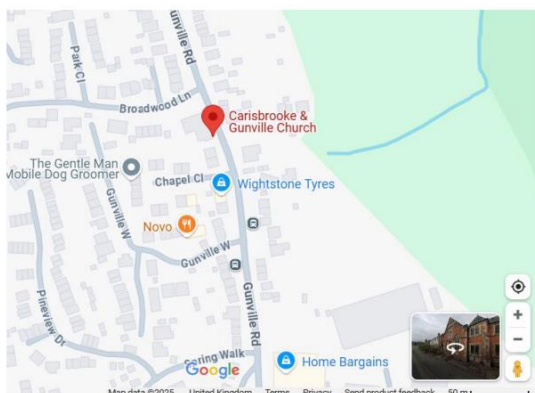 Gunville Rd
Park Cl
Broadwood Ln
Carisbrooke &
Gunville Church
The Gentle Man
Mobile Dog Groomer
Chapel Cl
Wightstone Tyres
Gunville W
Novo
Gunville W
Pineview Dr
Gunville Rd
Spring Walk
Google
Home Bargains
Map data ©2025 United Kingdom Terms Privacy Send product feedback 50 m